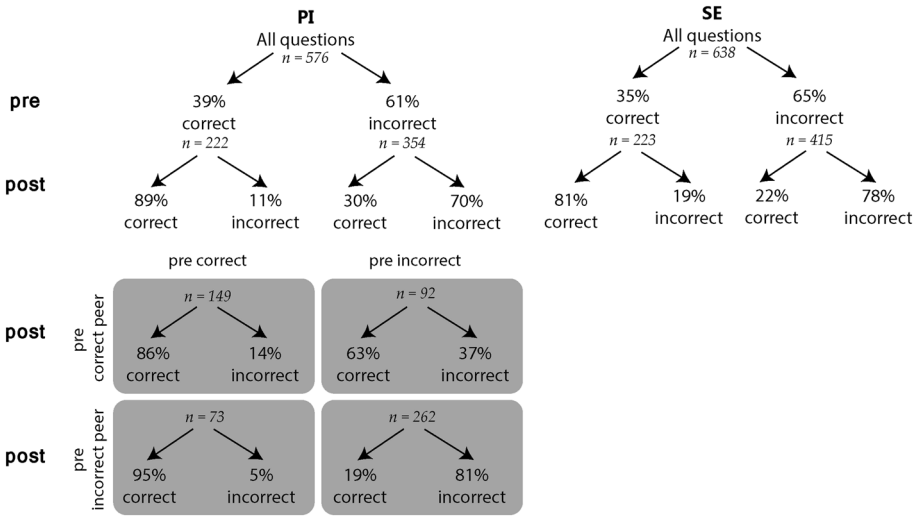 PI
SE
All questions
n = 576
All questions
n = 638
pre
39%
correct
n = 222
61%
incorrect
n = 354
35%
correct
n = 223
65%
incorrect
n = 415
post
89%
correct
11%
incorrect
30%
correct
70%
incorrect
81%
correct
19%
incorrect
22%
correct
78%
incorrect
pre correct
pre incorrect
post
pre
correct peer
n = 149
86%
correct
14%
incorrect
n = 92
63%
correct
37%
incorrect
post
pre
incorrect peer
n = 73
95%
correct
5%
incorrect
n = 262
19%
correct
81%
incorrect